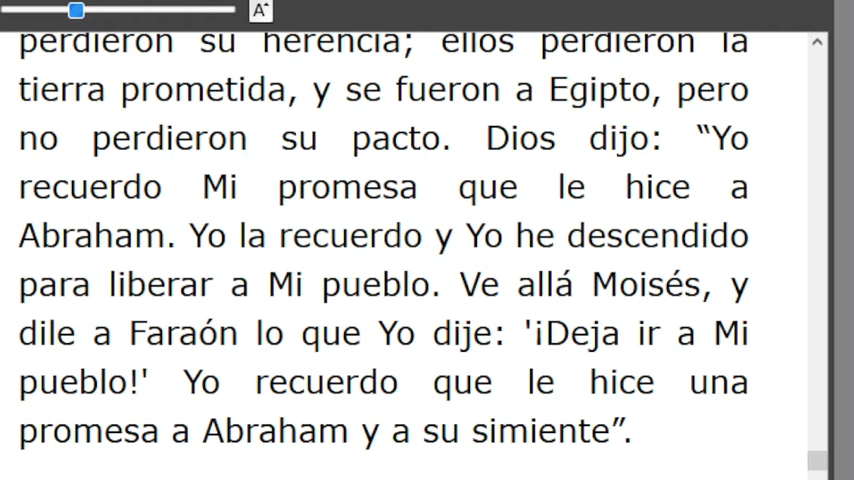 A
perdieron su herencia; ellos perdieron la
tierra prometida, y se fueron a Egipto, pero
no perdieron su pacto. Dios dijo: “Yo
recuerdo Mi promesa que le hice a
Abraham. Yo la recuerdo y Yo he descendido
para liberar a Mi pueblo. Ve allá Moisés, y
dile a Faraón lo que Yo dije: '¡Deja ir a Mi
pueblo!' Yo recuerdo que le hice una
promesa a Abraham y a su simiente”.